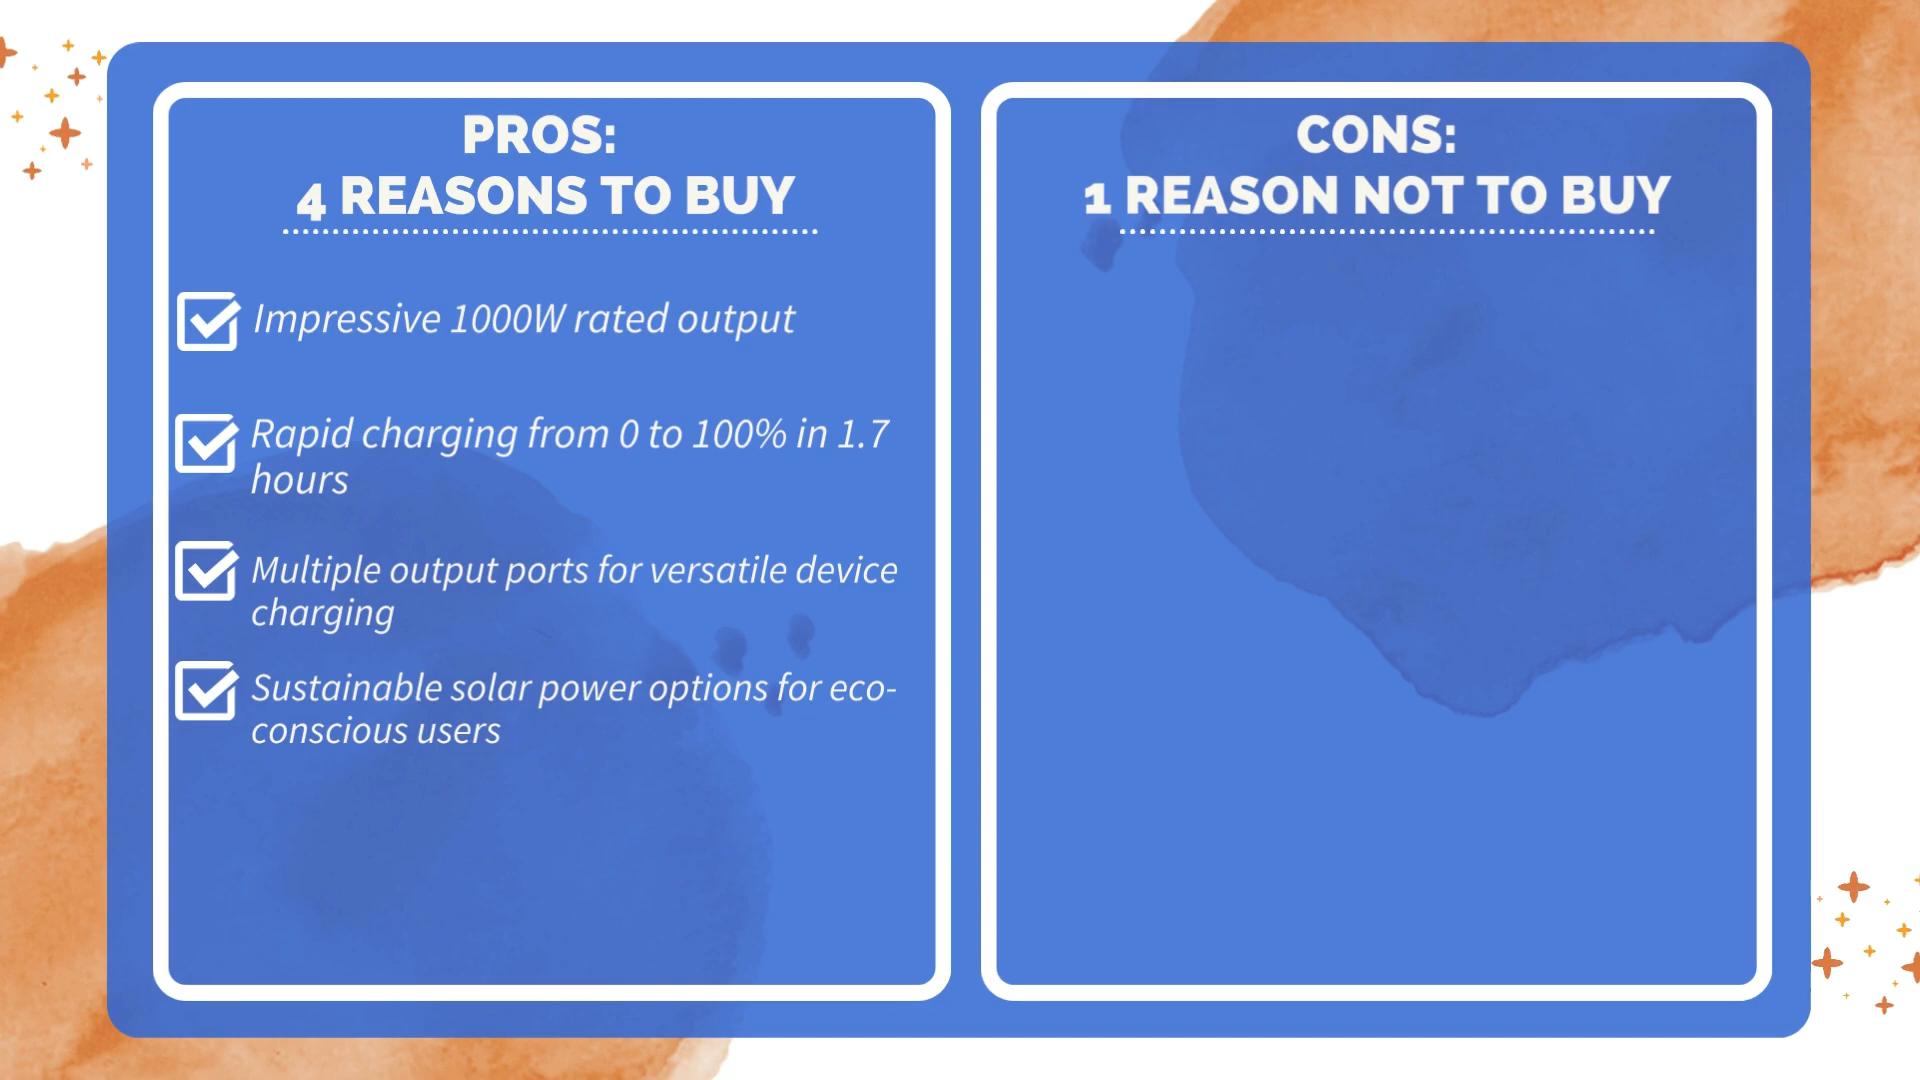 PROS:
4 REASONS TO BUY
Impressive 1000W rated output
Rapid charging from 0 to 100% in 1.7
hours
Multiple output ports for versatile device
charging
Sustainable solar power options for eco-
conscious users
CONS:
1 REASON NOT TO BUY